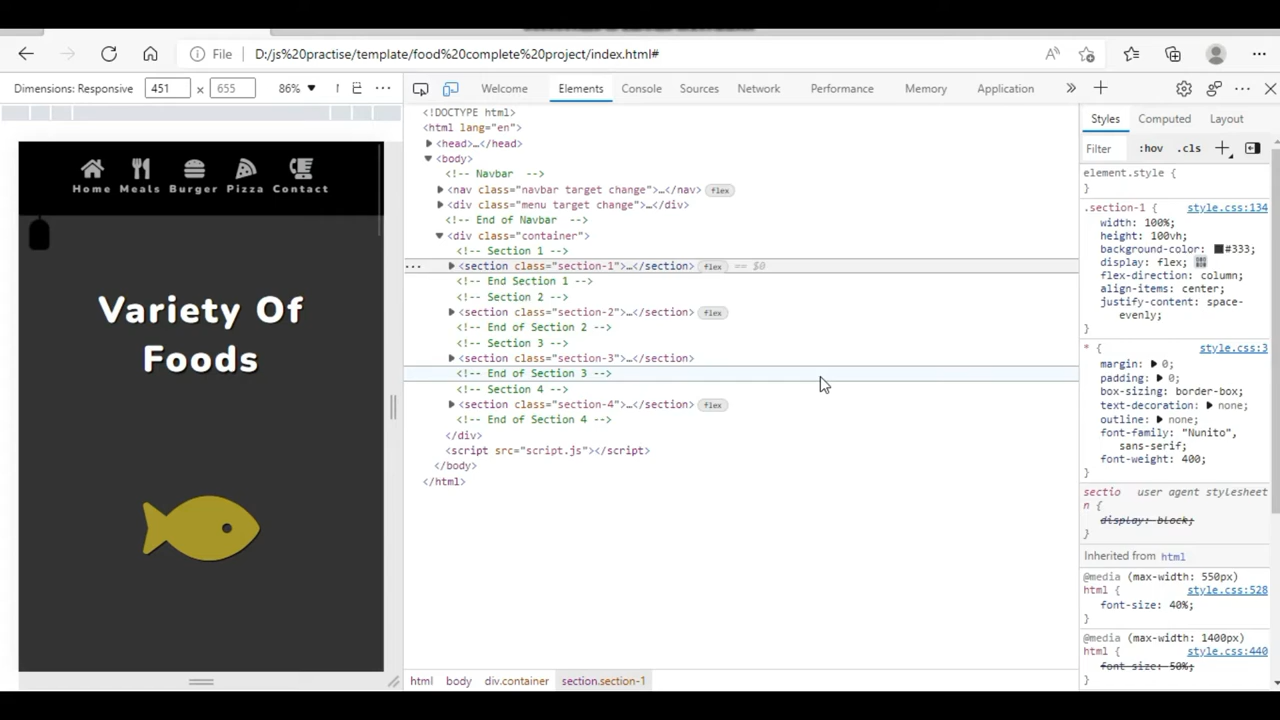 File
D:/js%20practise/template/food%20complete%20project/index.html#
Dimensions: Responsive 451 x 655 86% ▼
Welcome Elements Console Sources Network Performance Memory Application
Home Meals Burger Pizza Contact
Variety Of
Foods
<!DOCTYPE html>
<html lang="en">
<head>…</head>
<body>
<!-- Navbar -->
<nav class="navbar target change">…</nav> flex
<div class="menu target change">…</div>
<!-- End of Navbar -->
<div class="container">
<!-- Section 1 -->
<section class="section-1">…</section> flex == $0
<!-- End Section 1 -->
<!-- Section 2 -->
<section class="section-2">…</section> flex
<!-- End of Section 2 -->
<!-- Section 3 -->
<section class="section-3">…</section>
<!-- End of Section 3 -->
<!-- Section 4 -->
<section class="section-4">…</section> flex
<!-- End of Section 4 -->
</div>
<script src="script.js"></script>
</body>
</html>
html body div.container section.section-1
Styles Computed Layout
Filter :hov .cls
element.style {
}
.section-1 { style.css:134
width: 100%;
height: 100vh;
background-color: #333;
display: flex;
flex-direction: column;
align-items: center;
justify-content: space-
evenly;
}
* { style.css:3
margin: 0;
padding: 0;
box-sizing: border-box;
text-decoration: none;
outline: none;
font-family: "Nunito",
sans-serif;
font-weight: 400;
}
sectio user agent stylesheet
n {
display: block;
}
Inherited from html
@media (max-width: 550px)
html { style.css:528
font-size: 40%;
}
@media (max-width: 1400px)
html { style.css:440
font-size: 50%;
}